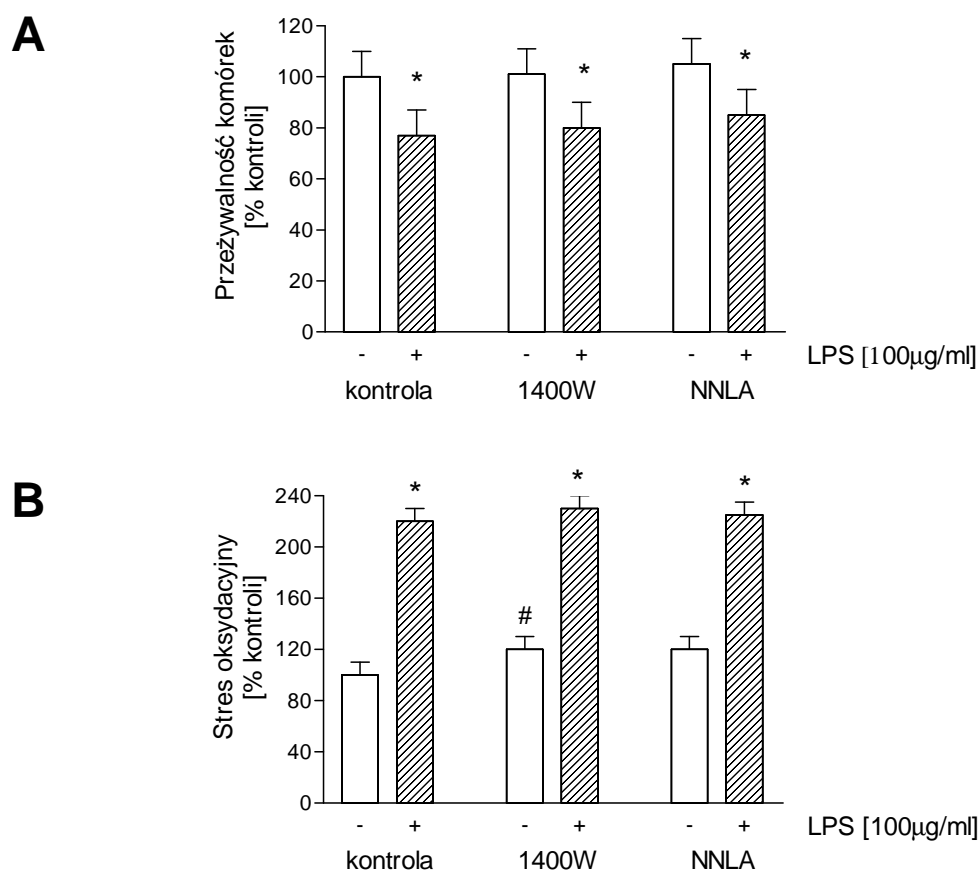 A
Przeżywalność komórek
[% kontroli]
120
100
80
60
40
20
0
* * *
- + - + - + LPS [100µg/ml]
kontrola 1400W NNLA
B
Stres oksydacyjny
[% kontroli]
240
200
160
120
80
40
0
* # * *
- + - + - + LPS [100µg/ml]
kontrola 1400W NNLA